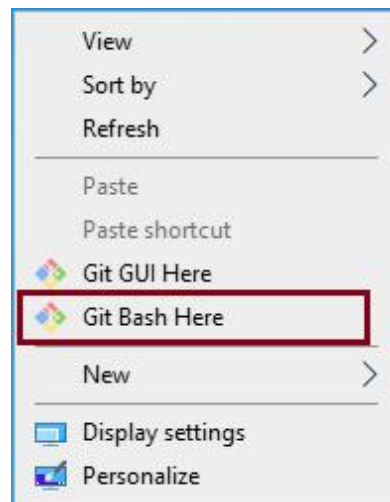 View
Sort by
Refresh
Paste
Paste shortcut
Git GUI Here
Git Bash Here
New
Display settings
Personalize